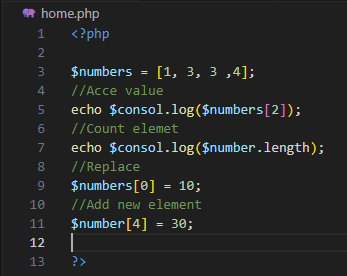 home.php
1 <?php
2
3 $numbers = [1, 3, 3 ,4];
4 //Acce value
5 echo $consol.log($numbers[2]);
6 //Count elemet
7 echo $consol.log($number.length);
8 //Replace
9 $numbers[0] = 10;
10 //Add new element
11 $number[4] = 30;
12
13 ?>